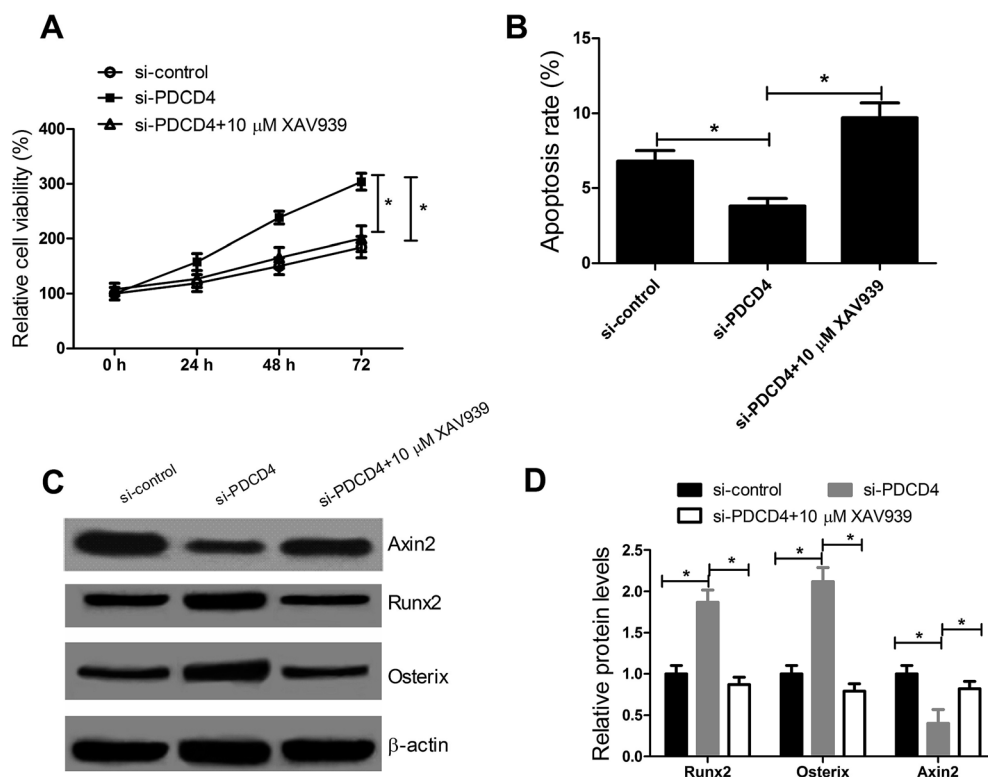 A
si-control
si-PDCD4
si-PDCD4+10 μM XAV939
Relative cell viability (%)
400
300
200
100
0
0 h
24 h
48 h
72
*
*
B
Apoptosis rate (%)
15
10
5
0
*
*
si-control
si-PDCD4
si-PDCD4+10 μM XAV939
C
si-control
si-PDCD4
si-PDCD4+10 μM XAV939
Axin2
Runx2
Osterix
β-actin
D
si-control
si-PDCD4
si-PDCD4+10 μM XAV939
Relative protein levels
2.5
2.0
1.5
1.0
0.5
0.0
*
*
*
*
*
*
Runx2
Osterix
Axin2